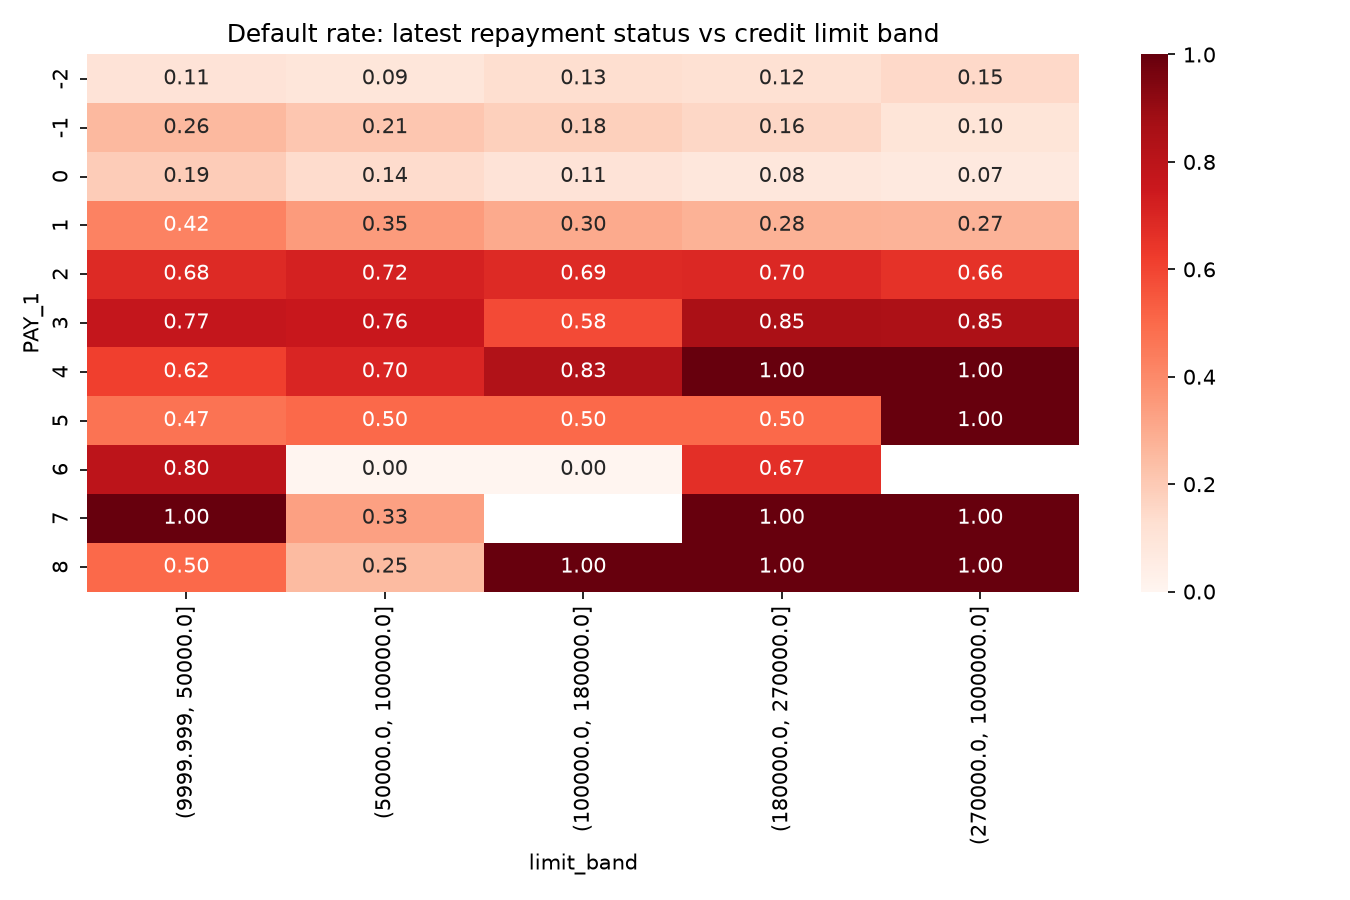 Default rate: latest repayment status vs credit limit band
PAY_1
-2 0.11 0.09 0.13 0.12 0.15
-1 0.26 0.21 0.18 0.16 0.10
0 0.19 0.14 0.11 0.08 0.07
1 0.42 0.35 0.30 0.28 0.27
2 0.68 0.72 0.69 0.70 0.66
3 0.77 0.76 0.58 0.85 0.85
4 0.62 0.70 0.83 1.00 1.00
5 0.47 0.50 0.50 0.50 1.00
6 0.80 0.00 0.00 0.67
7 1.00 0.33 1.00 1.00
8 0.50 0.25 1.00 1.00 1.00
(9999.999, 50000.0]
(50000.0, 100000.0]
(100000.0, 180000.0]
(180000.0, 270000.0]
(270000.0, 1000000.0]
limit_band
1.0
0.8
0.6
0.4
0.2
0.0